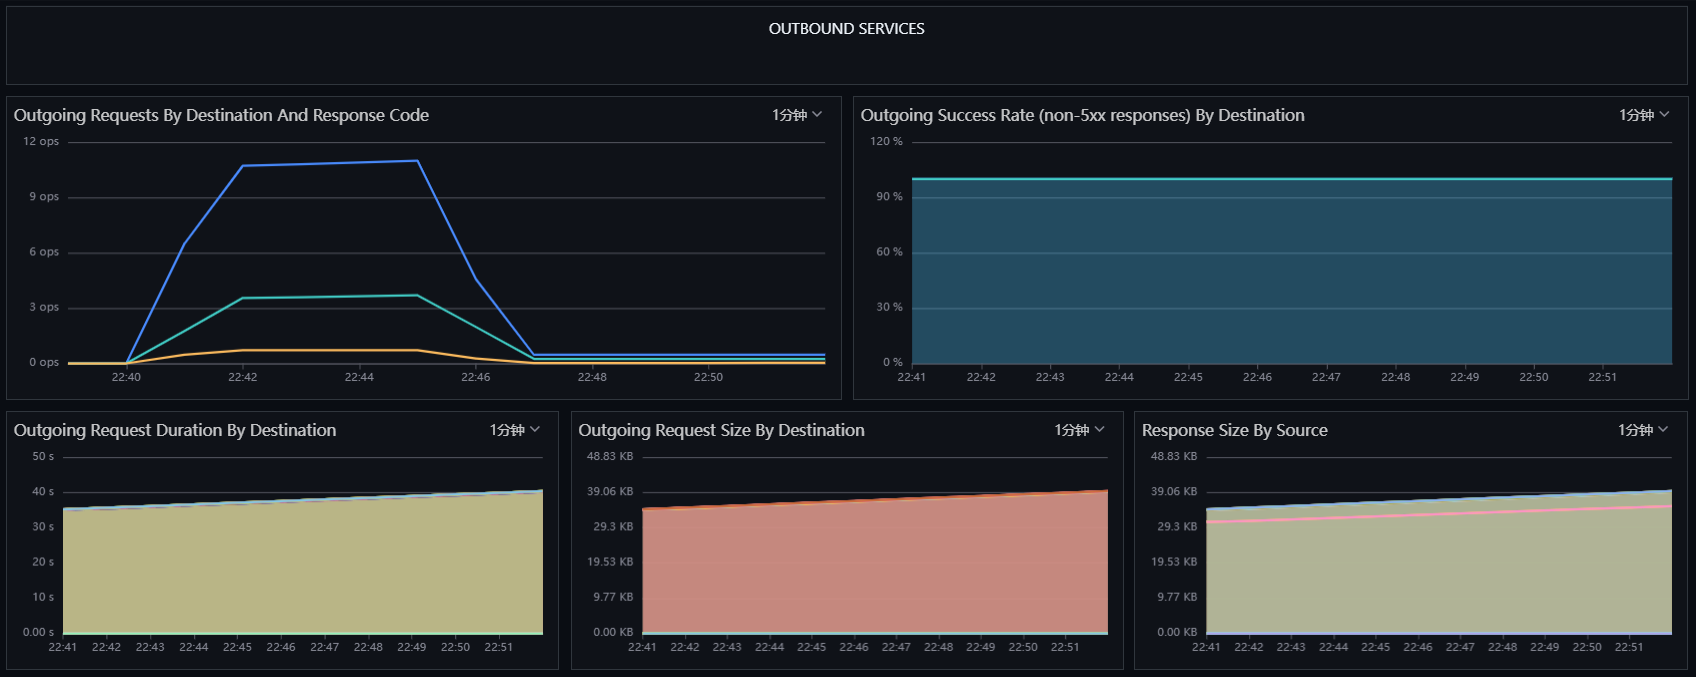 OUTBOUND SERVICES
Outgoing Requests By Destination And Response Code
1分钟
12 ops
9 ops
6 ops
3 ops
0 ops
22:40 22:42 22:44 22:46 22:48 22:50
Outgoing Success Rate (non-5xx responses) By Destination
1分钟
120 %
90 %
60 %
30 %
0 %
22:41 22:42 22:43 22:44 22:45 22:46 22:47 22:48 22:49 22:50 22:51
Outgoing Request Duration By Destination
1分钟
50 s
40 s
30 s
20 s
10 s
0.00 s
22:41 22:42 22:43 22:44 22:45 22:46 22:47 22:48 22:49 22:50 22:51
Outgoing Request Size By Destination
1分钟
48.83 KB
39.06 KB
29.3 KB
19.53 KB
9.77 KB
0.00 KB
22:41 22:42 22:43 22:44 22:45 22:46 22:47 22:48 22:49 22:50 22:51
Response Size By Source
1分钟
48.83 KB
39.06 KB
29.3 KB
19.53 KB
9.77 KB
0.00 KB
22:41 22:42 22:43 22:44 22:45 22:46 22:47 22:48 22:49 22:50 22:51